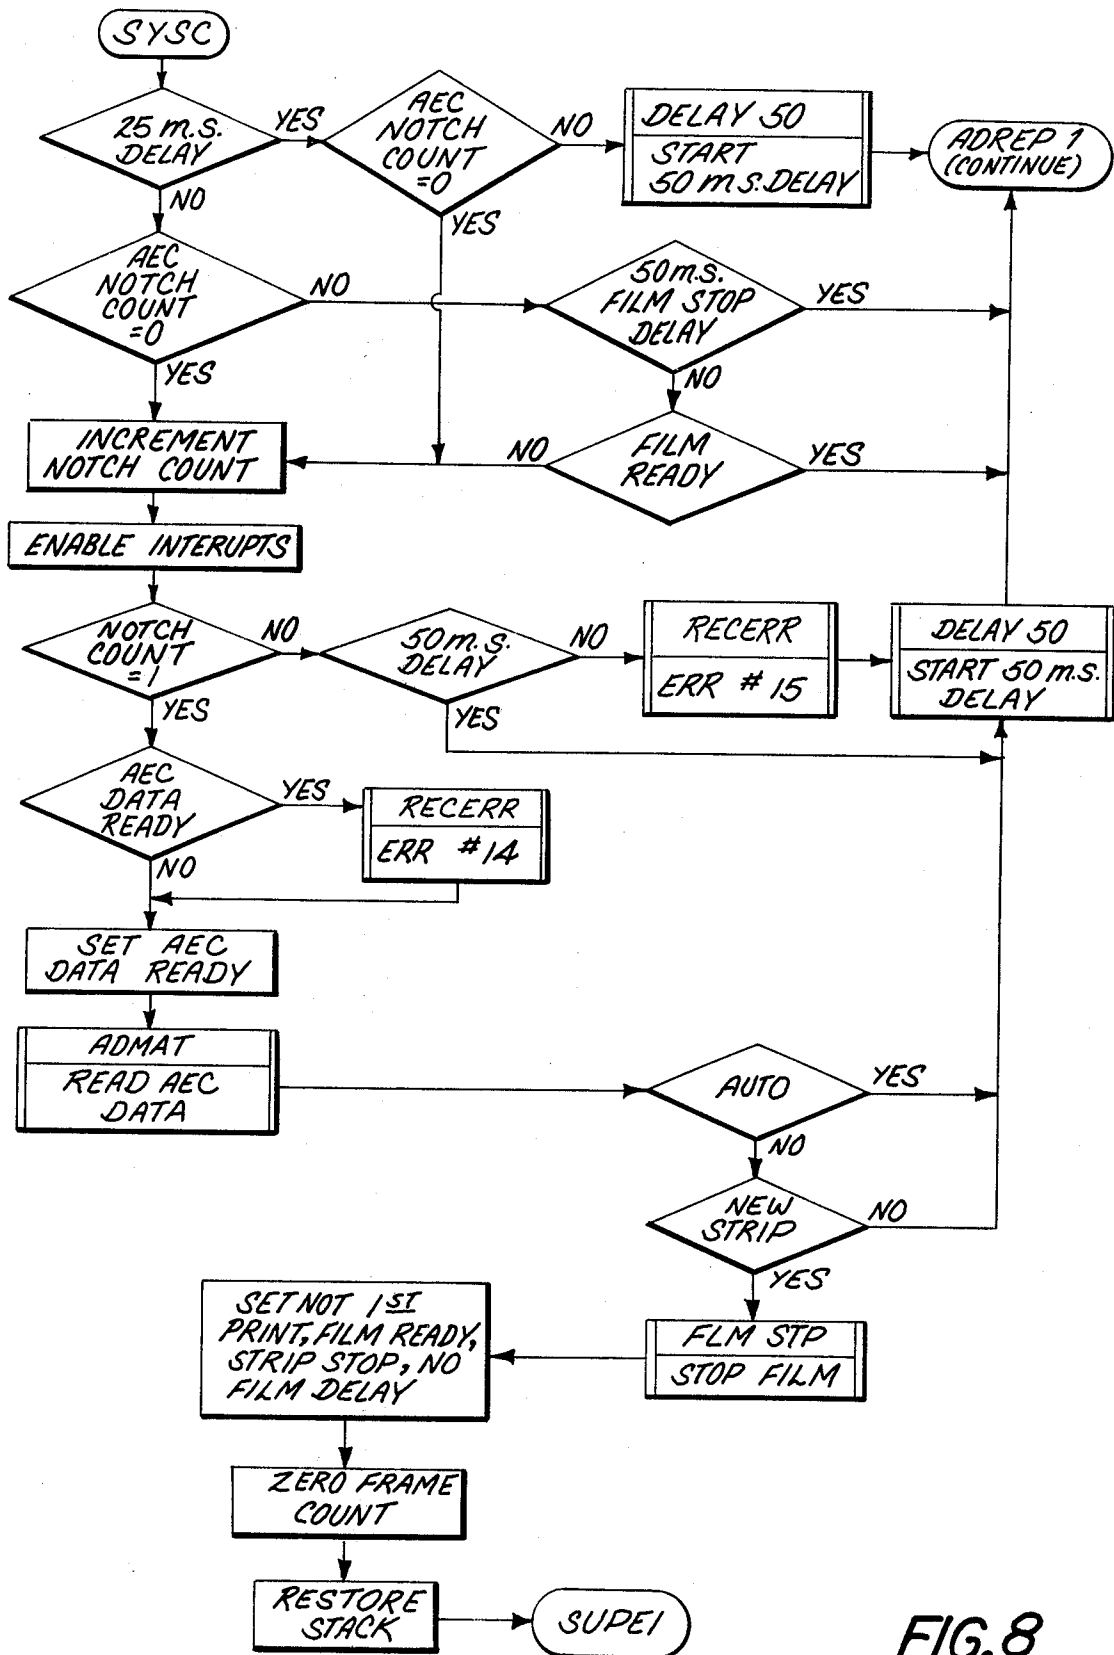 SYSC
25 m.s.
DELAY
YES
NO
AEC
NOTCH
COUNT
=0
NO
YES
DELAY 50
START
50 m.s. DELAY
ADREP 1
(CONTINUE)
AEC
NOTCH
COUNT
=0
NO
YES
50 m.s.
FILM STOP
DELAY
YES
NO
INCREMENT
NOTCH COUNT
NO
FILM
READY
YES
ENABLE INTERUPTS
NOTCH
COUNT
=1
NO
YES
50 m.s.
DELAY
NO
YES
RECERR
ERR # 15
DELAY 50
START 50 m.s.
DELAY
AEC
DATA
READY
YES
NO
RECERR
ERR #14
SET AEC
DATA READY
ADMAT
READ AEC
DATA
AUTO
YES
NO
NEW
STRIP
NO
YES
SET NOT 1ST
PRINT, FILM READY,
STRIP STOP, NO
FILM DELAY
FLM STP
STOP FILM
ZERO FRAME
COUNT
RESTORE
STACK
SUPE1
FIG. 8